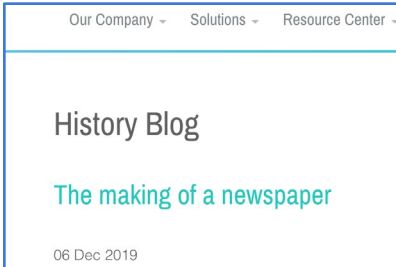 Our Company Solutions Resource Center
History Blog
The making of a newspaper
06 Dec 2019